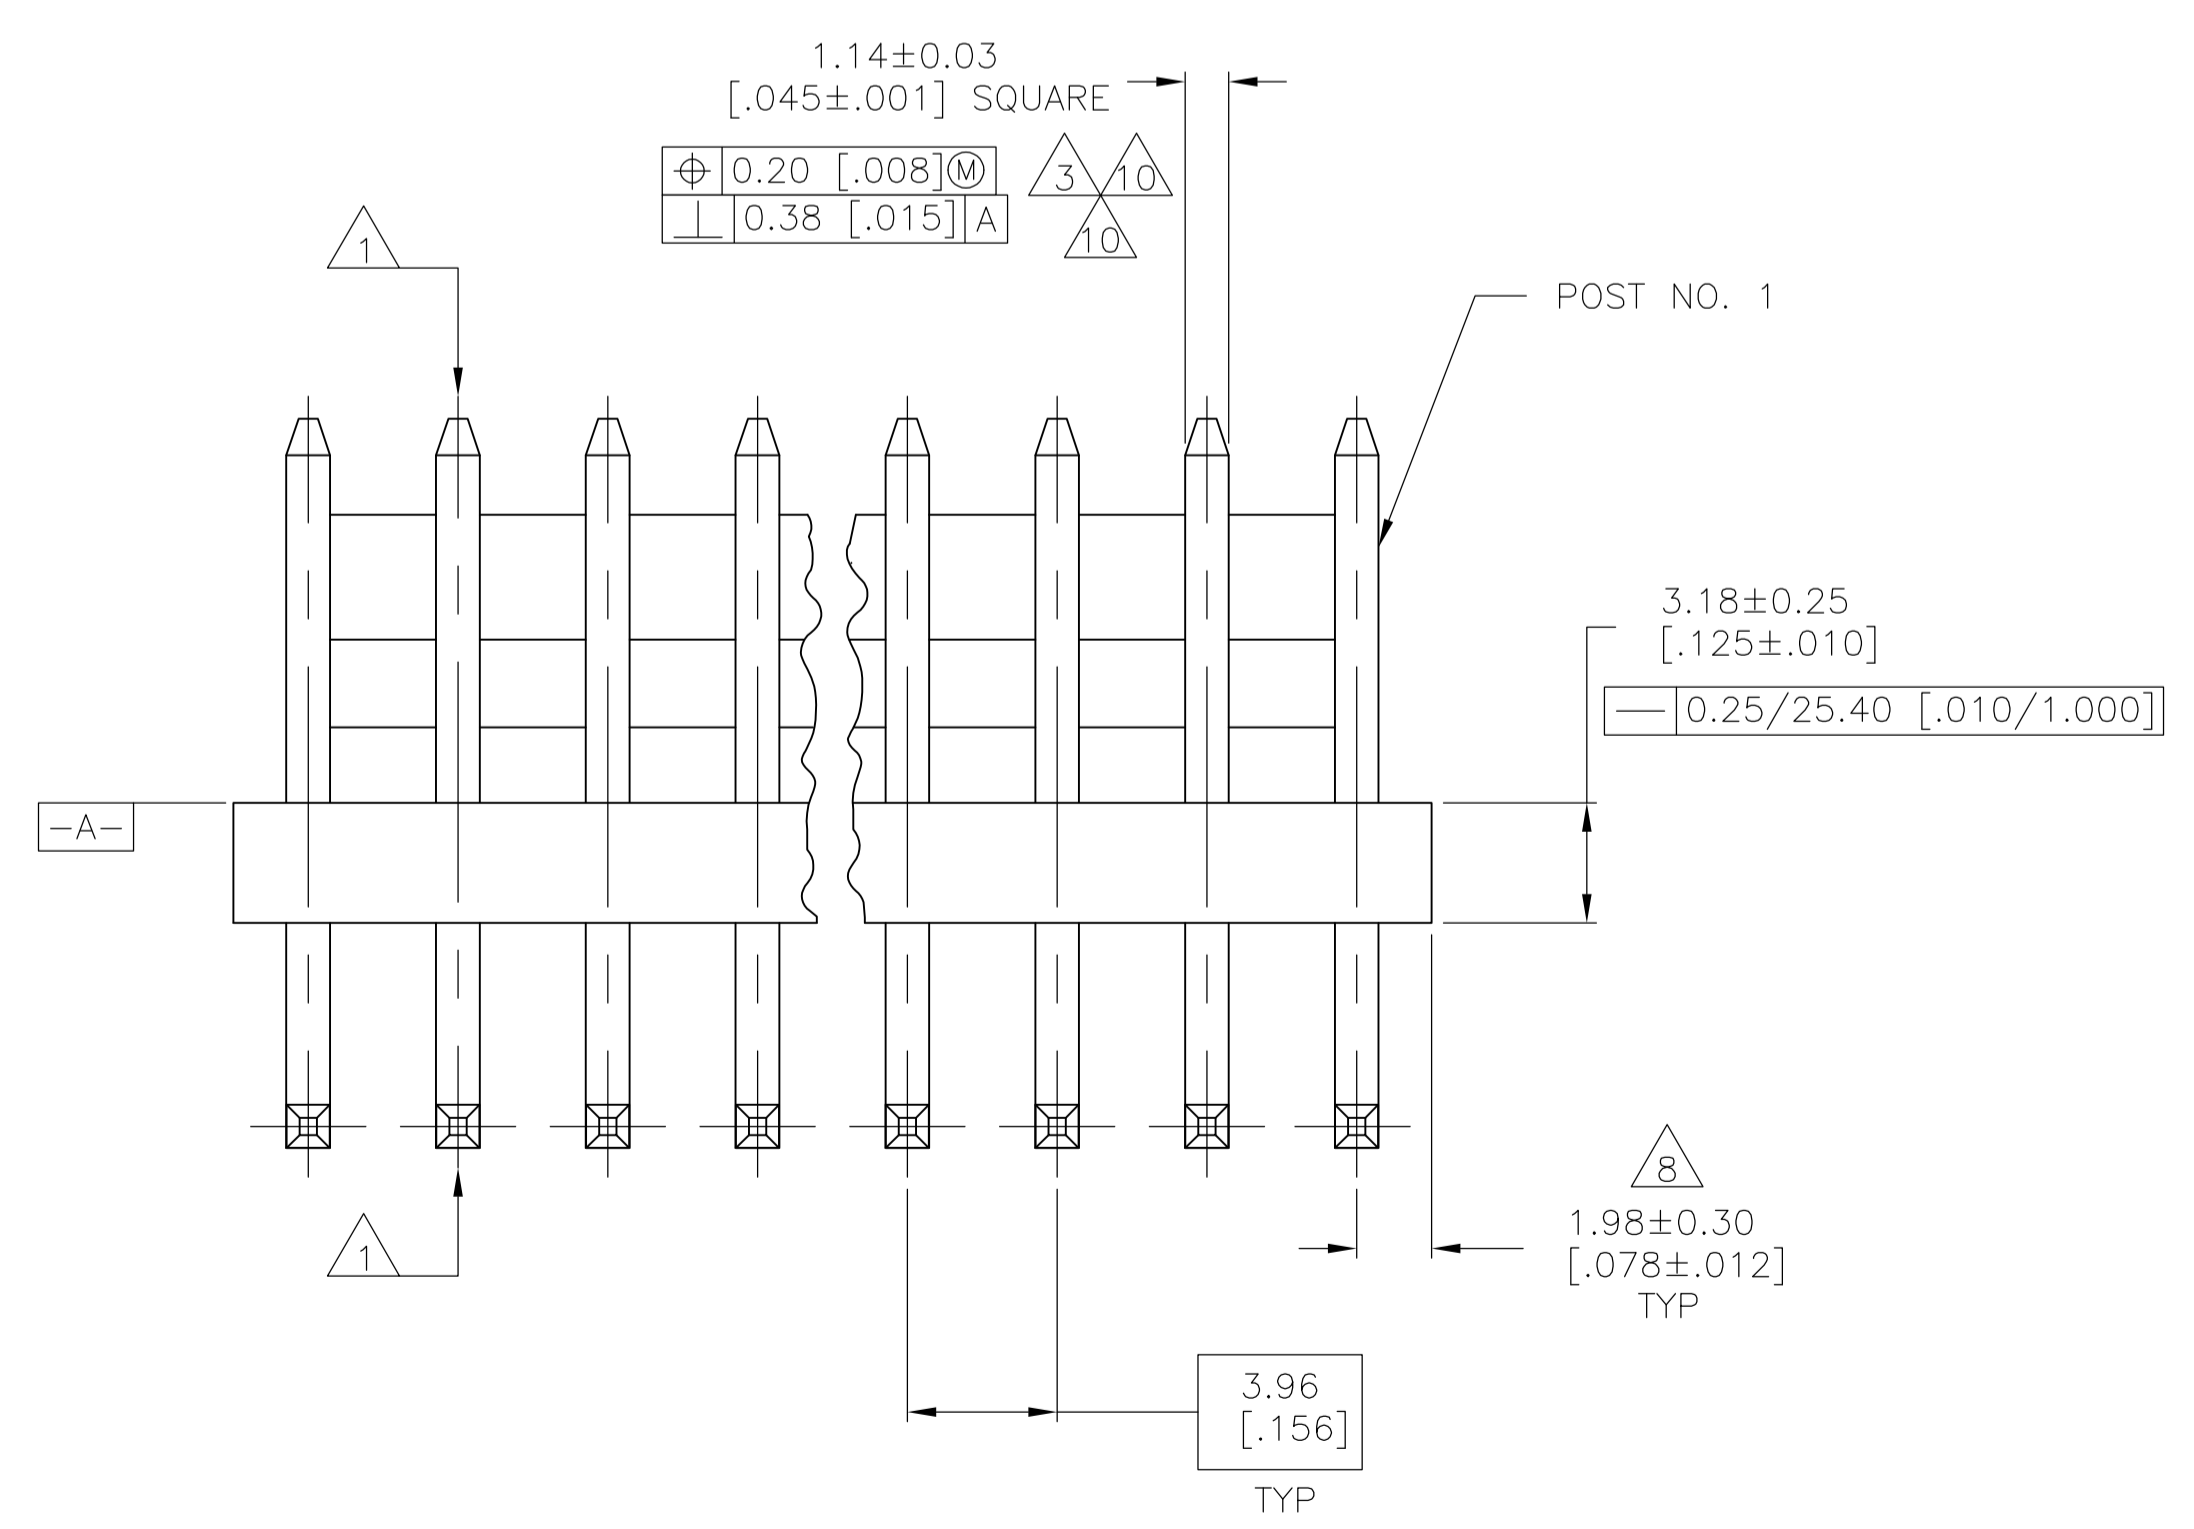 1.14±0.03
[.045±.001] SQUARE
⌖ 0.20 [.008]Ⓜ
⊥ 0.38 [.015] A
3 10
10
1
POST NO. 1
3.18±0.25
[.125±.010]
— 0.25/25.40 [.010/1.000]
-A-
8
1.98±0.30
[.078±.012]
TYP
1
3.96
[.156]
TYP